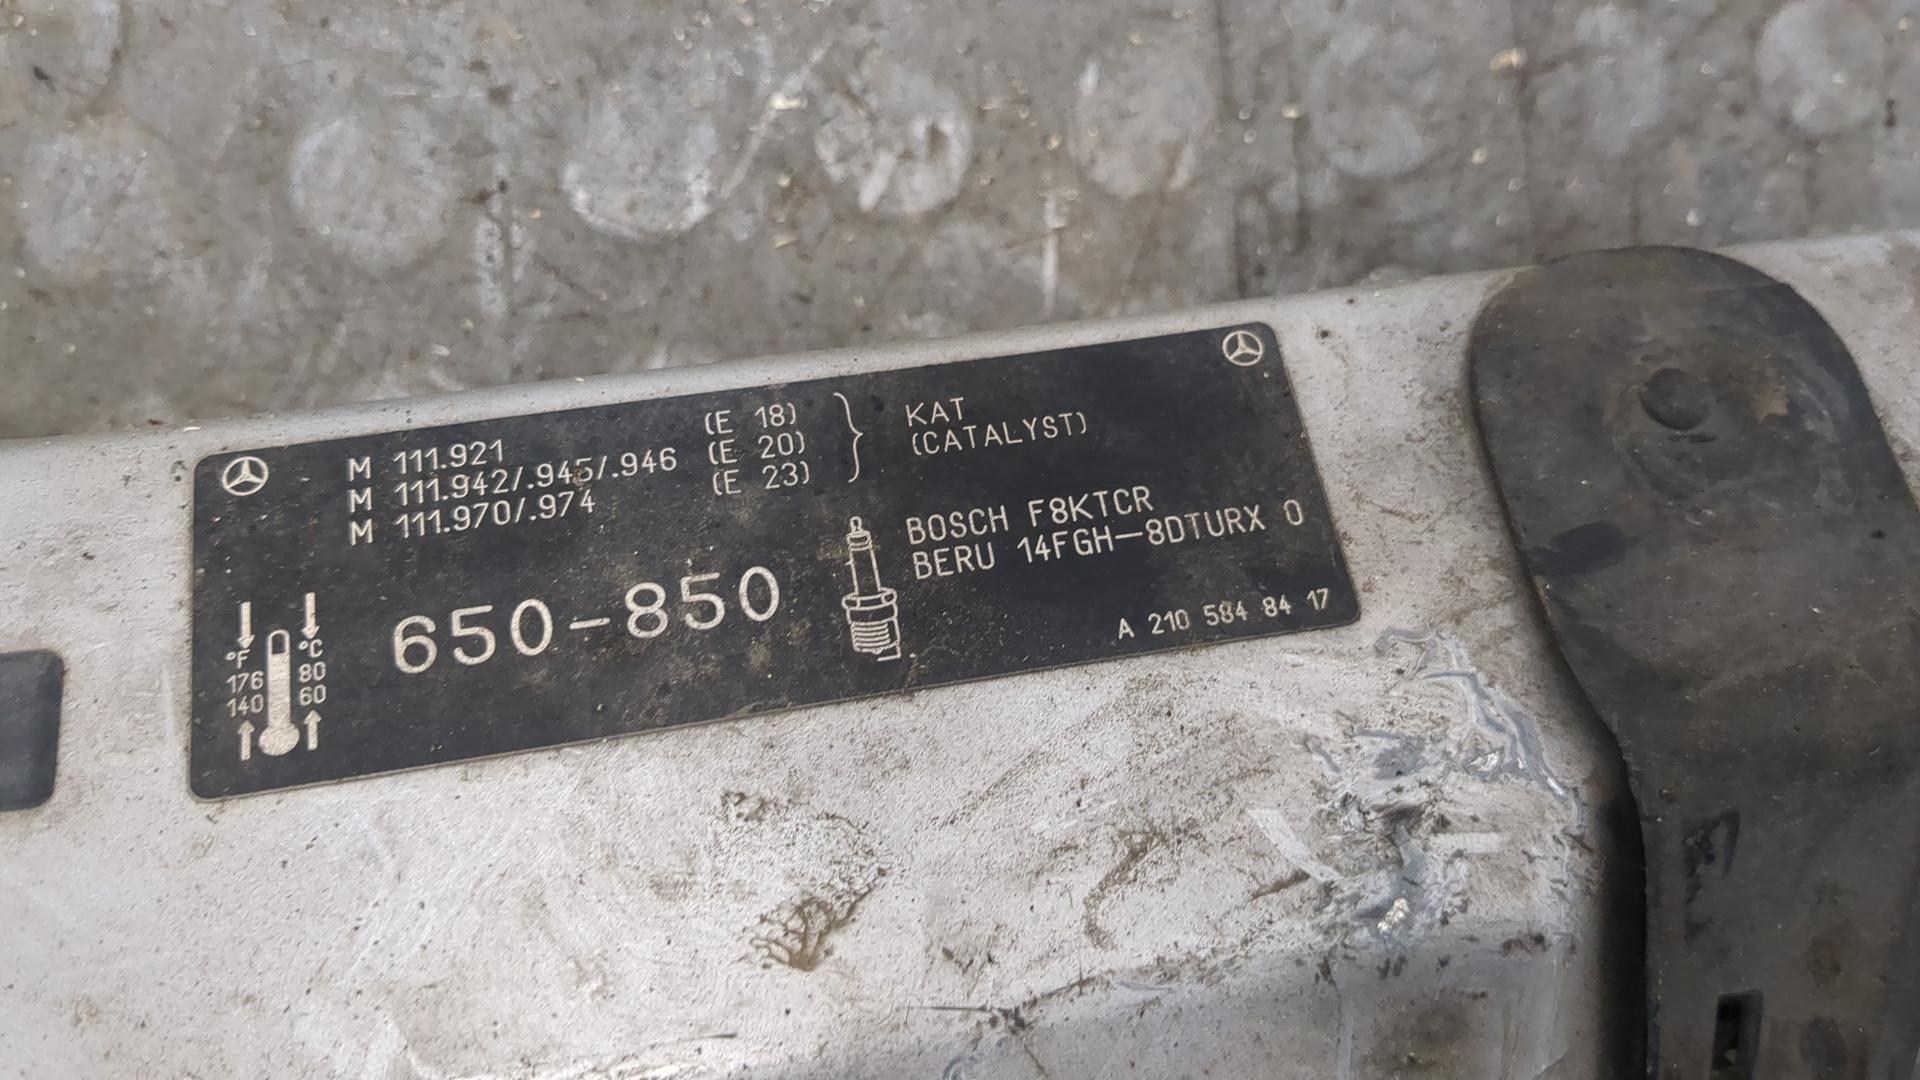 M 111.921 (E 18)
M 111.942/.945/.946 (E 20)
M 111.970/.974 (E 23)
KAT
(CATALYST)
BOSCH F8KTCR
BERU 14FGH-8DTURX 0
650-850
°F °C
176 80
140 60
A 210 584 84 17